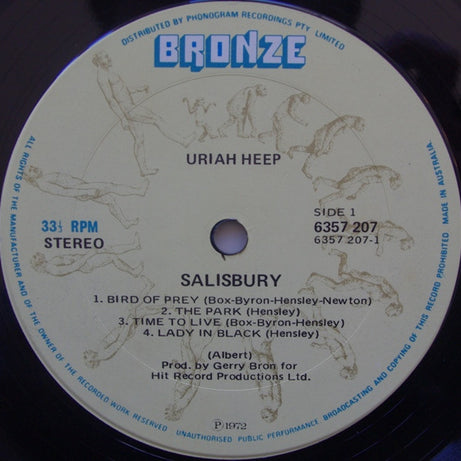 DISTRIBUTED BY PHONOGRAM RECORDINGS PTY. LIMITED
BRONZE
URIAH HEEP
33⅓ RPM
STEREO
SIDE 1
6357 207
6357 207-1
SALISBURY
1. BIRD OF PREY (Box-Byron-Hensley-Newton)
2. THE PARK (Hensley)
3. TIME TO LIVE (Box-Byron-Hensley)
4. LADY IN BLACK (Hensley)
(Albert)
Prod. by Gerry Bron for
Hit Record Productions Ltd.
℗ 1972
ALL RIGHTS OF THE MANUFACTURER AND OF THE OWNER OF THE RECORDED WORK RESERVED UNAUTHORISED PUBLIC PERFORMANCE BROADCASTING AND COPYING OF THIS RECORD PROHIBITED MADE IN AUSTRALIA.